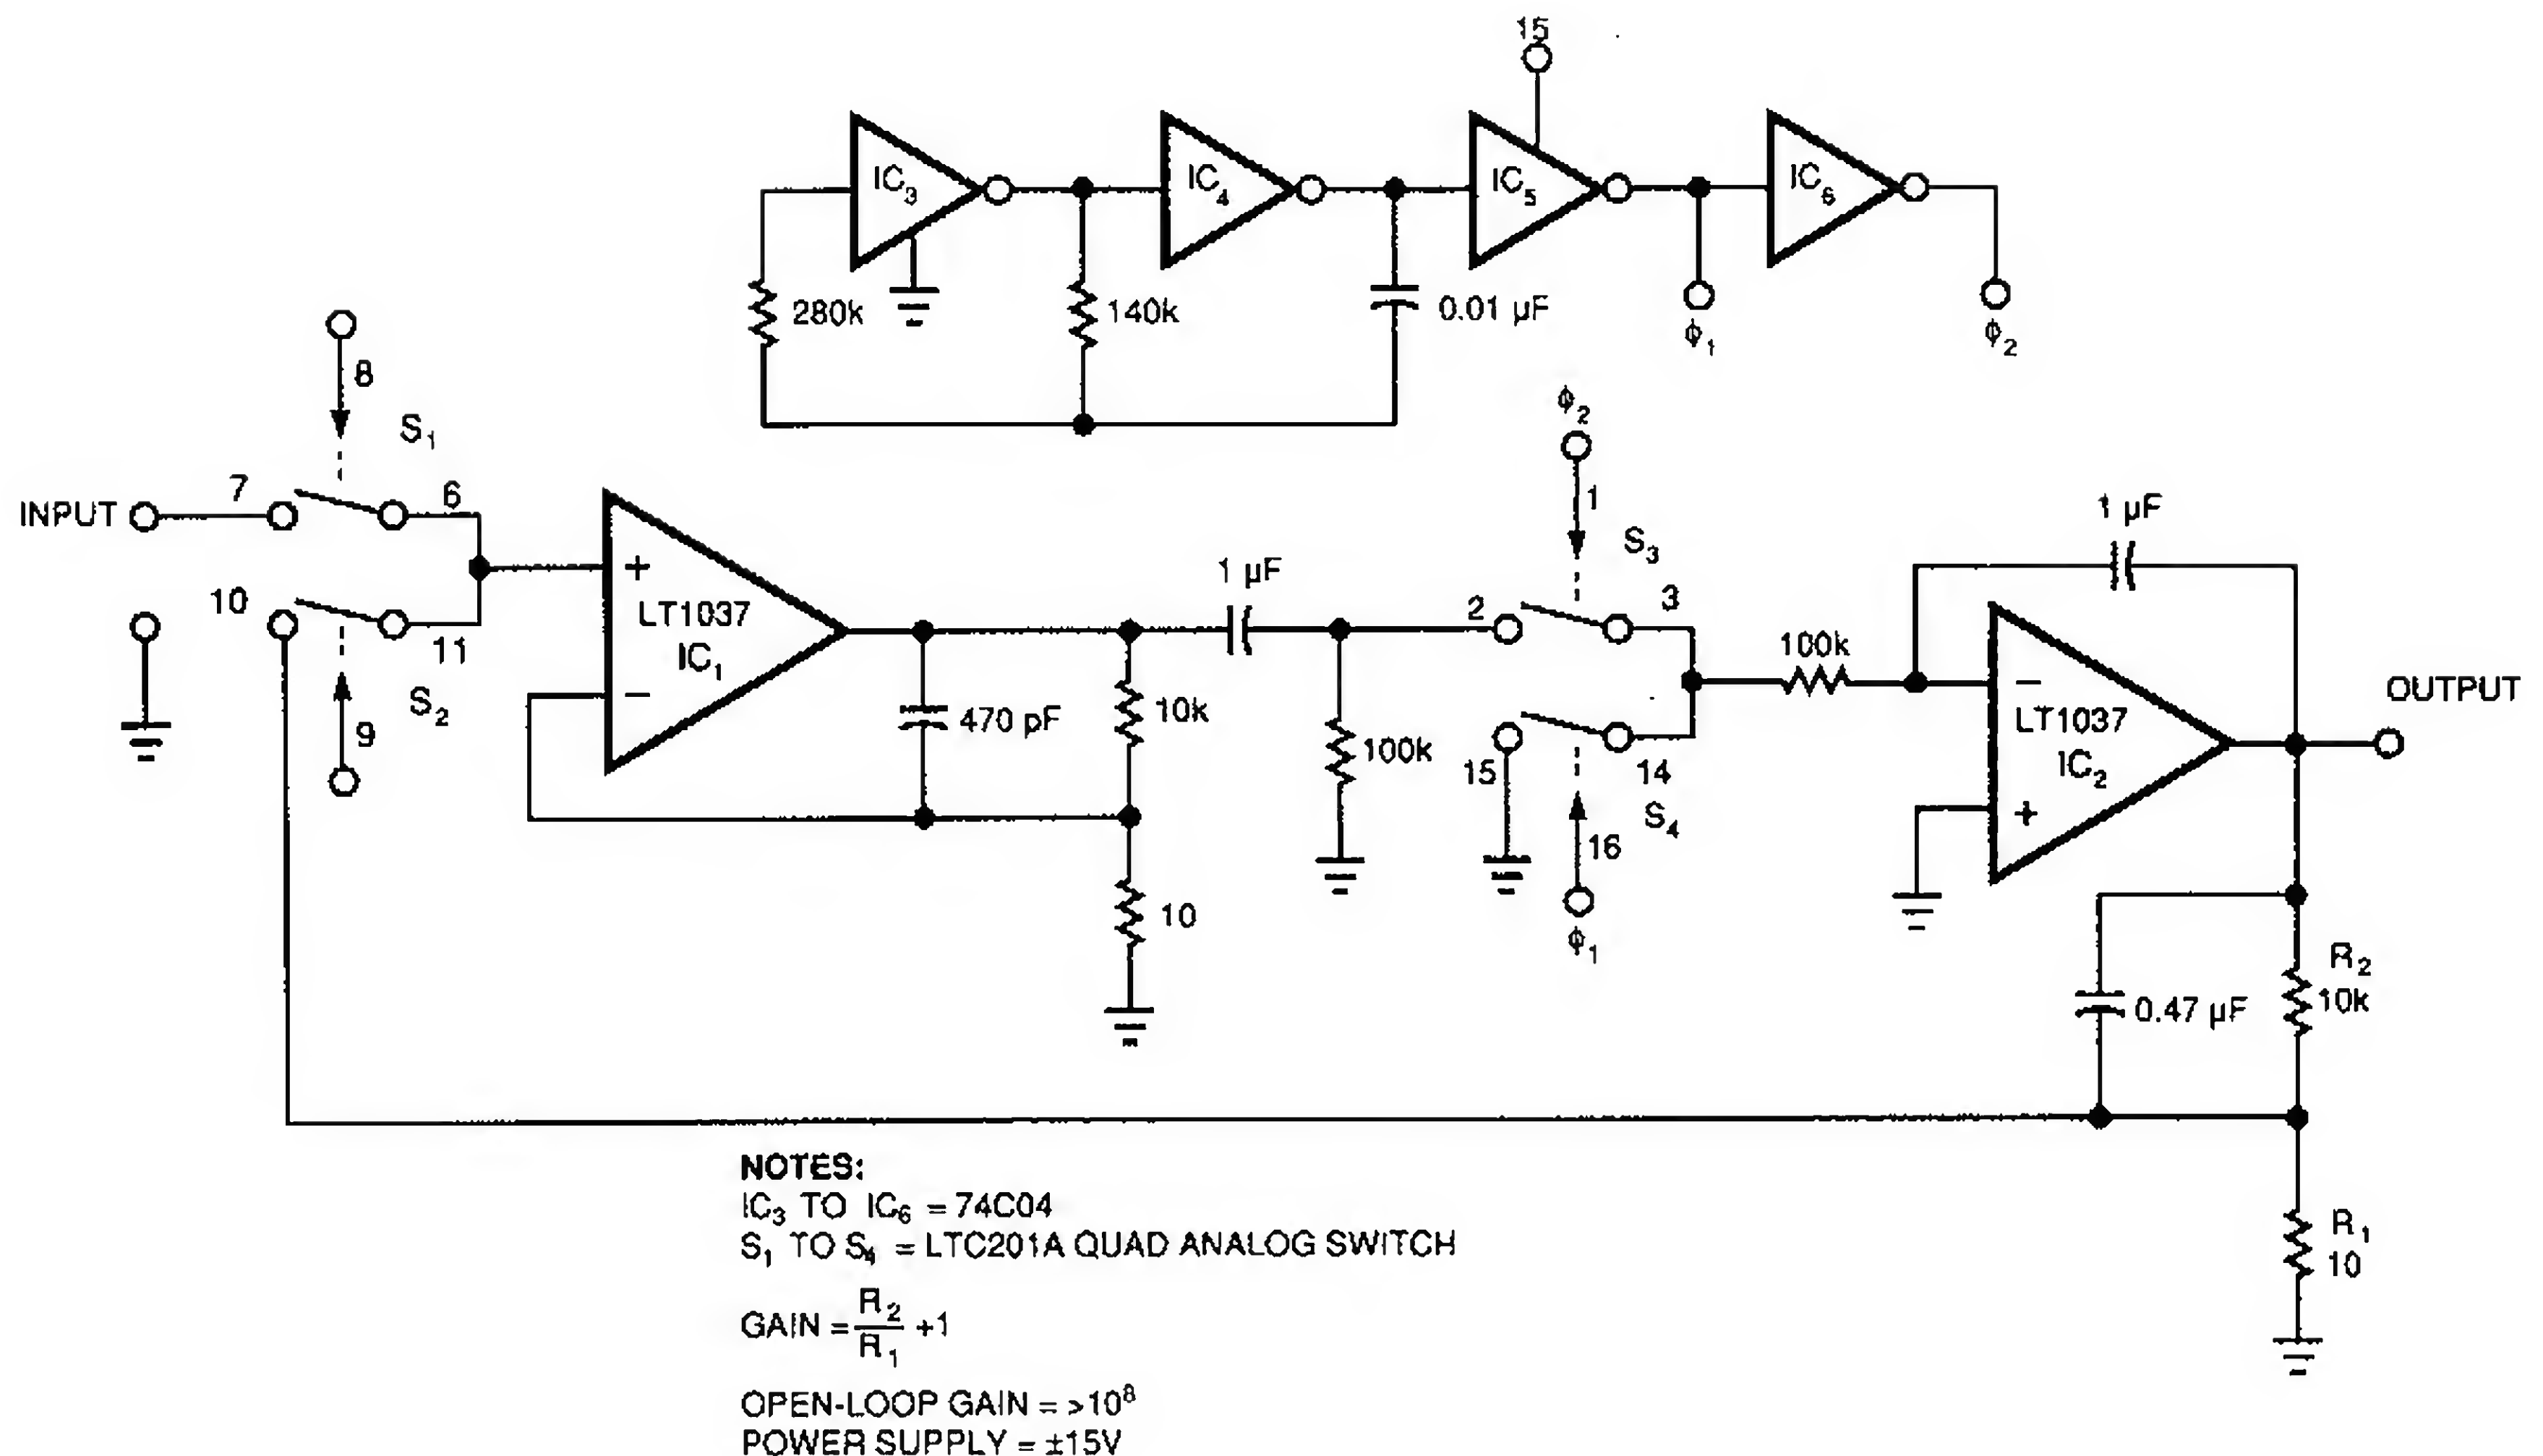 15
IC₃
IC₄
IC₅
IC₆
280k
140k
0.01 µF
ϕ₁
ϕ₂
8
S₁
ϕ₂
1
INPUT
7
6
S₃
1 µF
10
11
S₂
9
+
LT1037
IC₁
−
1 µF
470 pF
10k
100k
10
2
3
15
14
S₄
16
ϕ₁
100k
−
LT1037
IC₂
+
OUTPUT
R₂
10k
0.47 µF
R₁
10
NOTES:
IC₃ TO IC₆ = 74C04
S₁ TO S₄ = LTC201A QUAD ANALOG SWITCH
GAIN = R₂/R₁ +1
OPEN-LOOP GAIN = >10⁸
POWER SUPPLY = ±15V